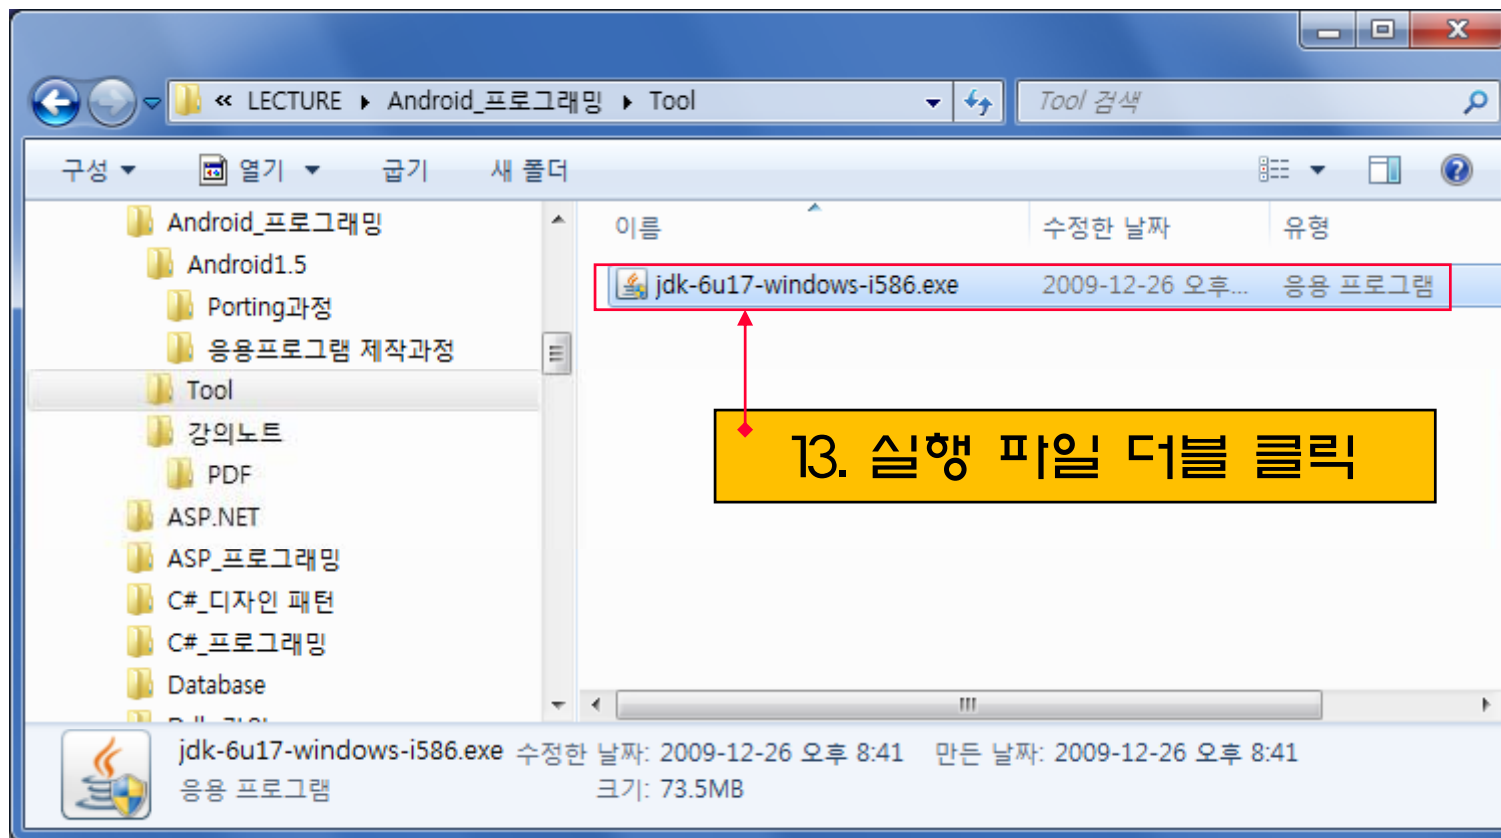 « LECTURE ▸ Android_프로그래밍 ▸ Tool
Tool 검색
구성 열기 굽기 새 폴더
Android_프로그래밍
Android1.5
Porting과정
응용프로그램 제작과정
Tool
강의노트
PDF
ASP.NET
ASP_프로그래밍
C#_디자인 패턴
C#_프로그래밍
Database
이름 수정한 날짜 유형
jdk-6u17-windows-i586.exe 2009-12-26 오후... 응용 프로그램
13. 실행 파일 더블 클릭
jdk-6u17-windows-i586.exe 수정한 날짜: 2009-12-26 오후 8:41 만든 날짜: 2009-12-26 오후 8:41
응용 프로그램 크기: 73.5MB